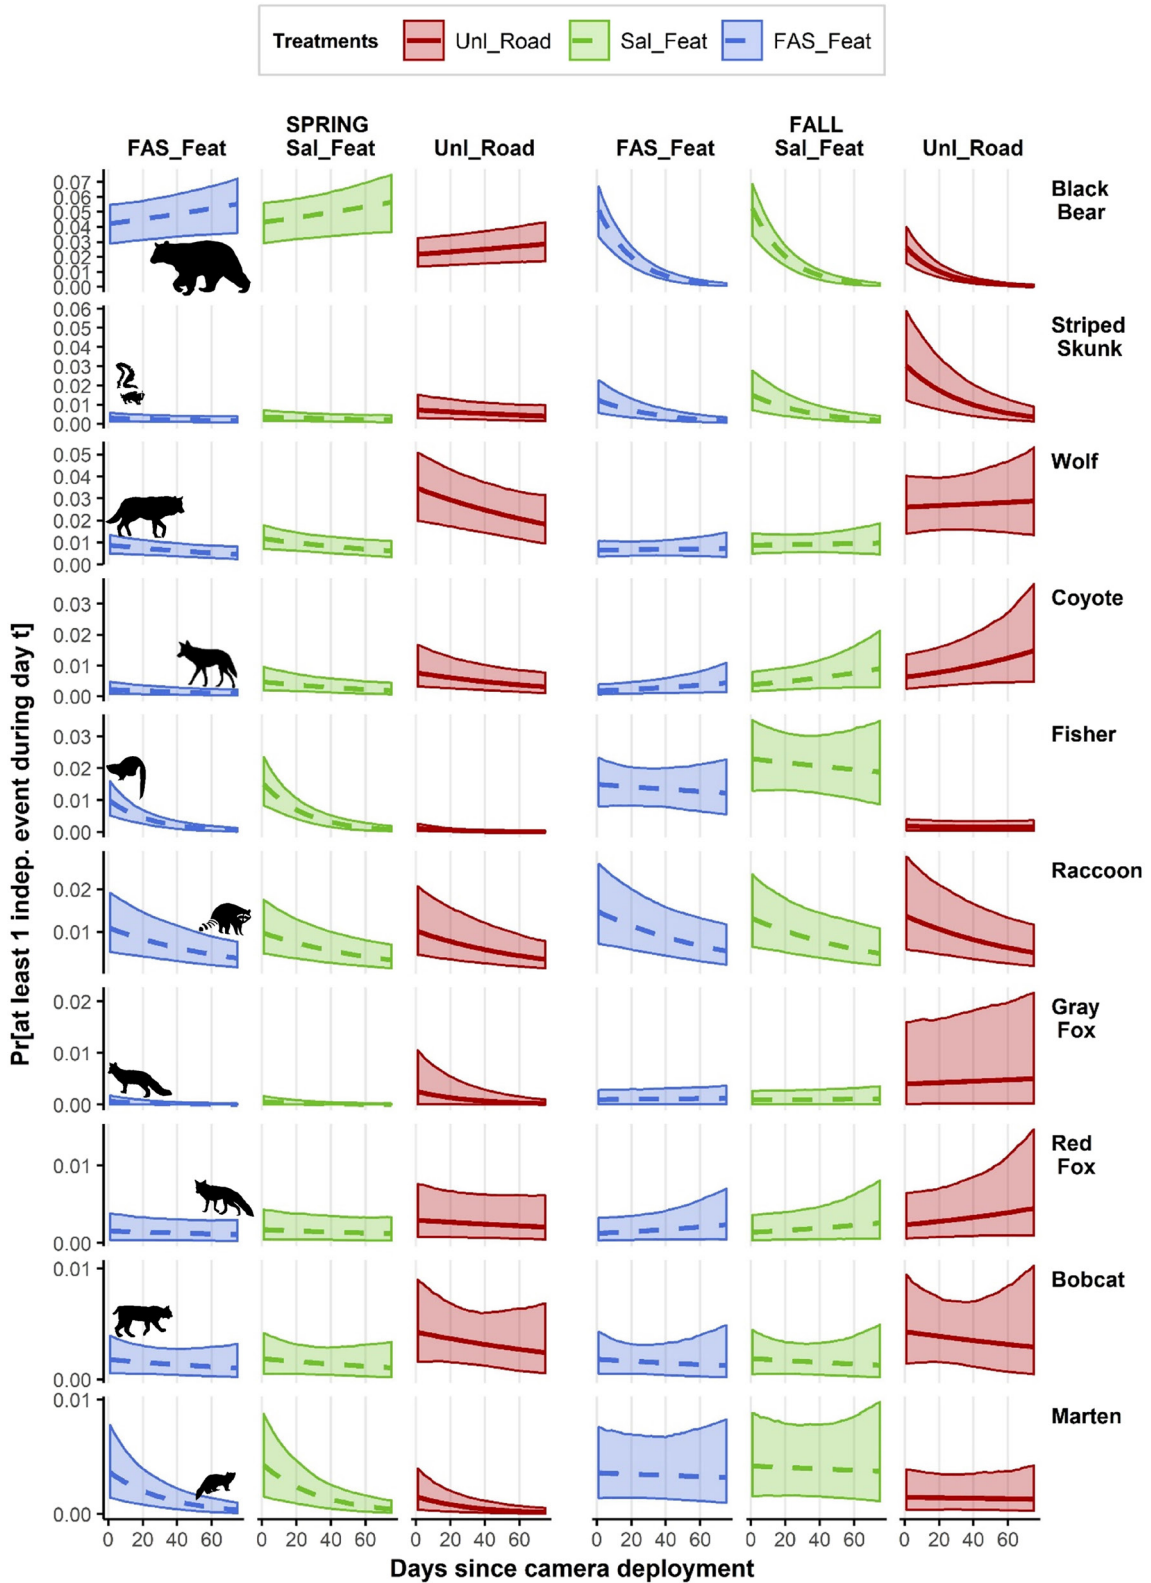 Treatments Unl_Road Sal_Feat FAS_Feat
SPRING FALL
FAS_Feat Sal_Feat Unl_Road FAS_Feat Sal_Feat Unl_Road
Pr[at least 1 indep. event during day t]
0.07
0.06
0.05
0.04
0.03
0.02
0.01
0.00
Black
Bear
0.06
0.05
0.04
0.03
0.02
0.01
0.00
Striped
Skunk
0.05
0.04
0.03
0.02
0.01
0.00
Wolf
0.03
0.02
0.01
0.00
Coyote
0.03
0.02
0.01
0.00
Fisher
0.02
0.01
Raccoon
0.02
0.01
0.00
Gray
Fox
0.01
0.00
Red
Fox
0.01
0.00
Bobcat
0.01
0.00
Marten
0 20 40 60 0 20 40 60 0 20 40 60 0 20 40 60 0 20 40 60 0 20 40 60
Days since camera deployment